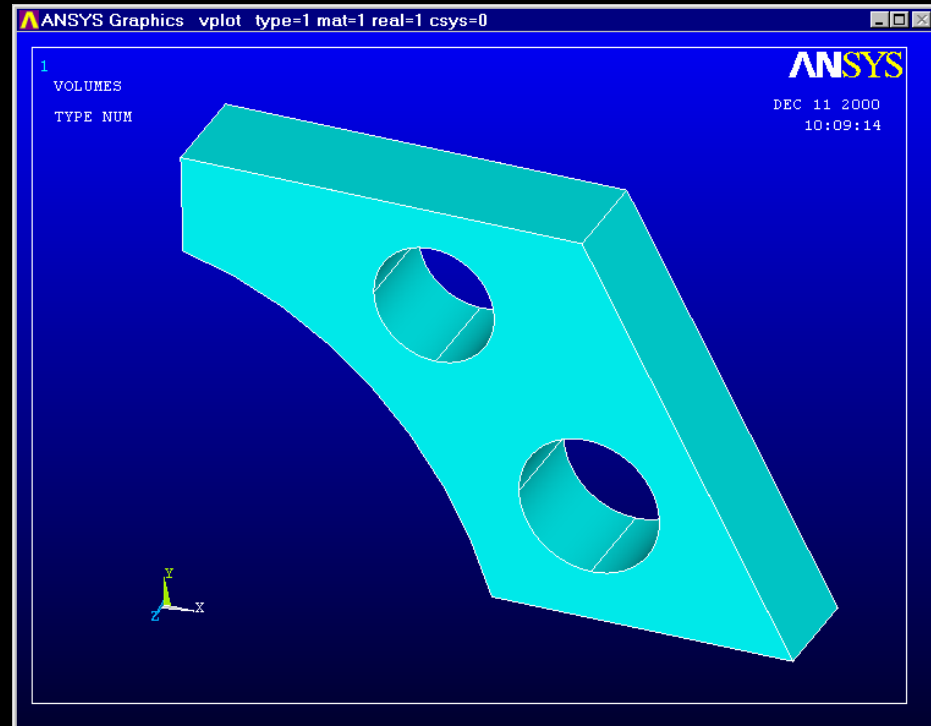 ANSYS Graphics vplot type=1 mat=1 real=1 csys=0
1
VOLUMES
TYPE NUM
ANSYS
DEC 11 2000
10:09:14
Y
X
Z